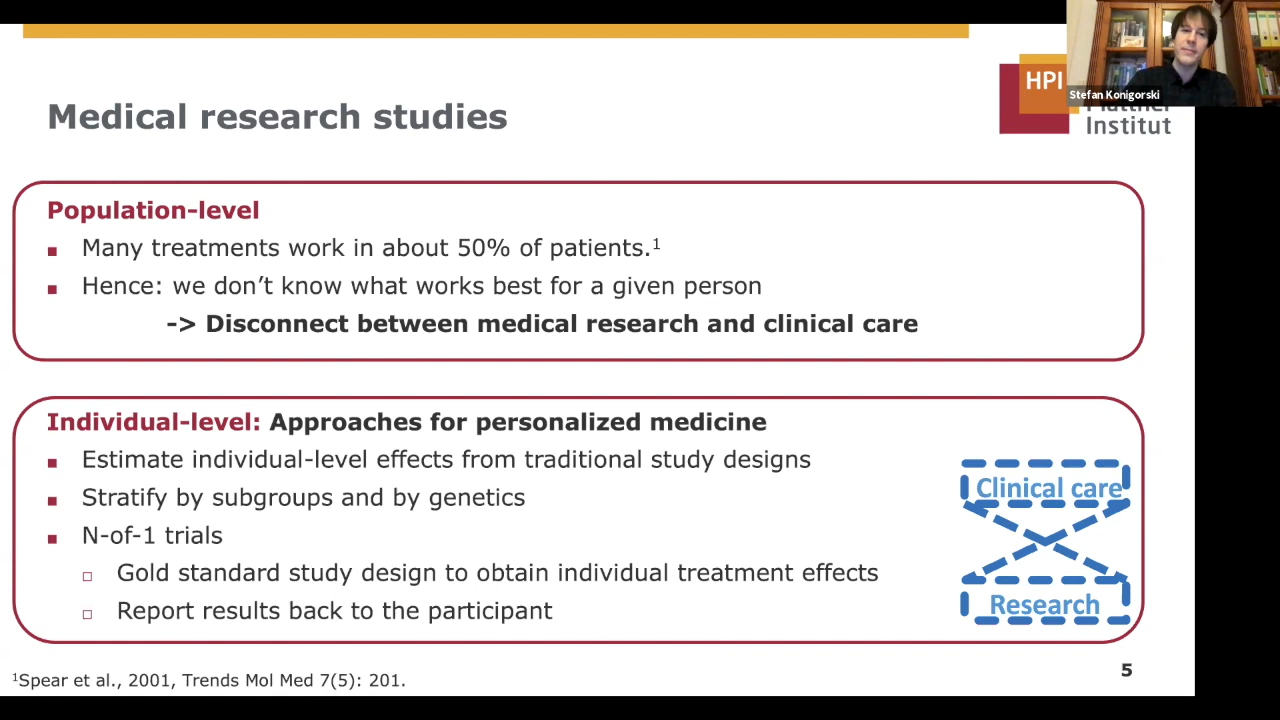 Stefan Konigorski
HPI
Institut
Medical research studies
Population-level
■ Many treatments work in about 50% of patients.¹
■ Hence: we don’t know what works best for a given person
-> Disconnect between medical research and clinical care
Individual-level: Approaches for personalized medicine
■ Estimate individual-level effects from traditional study designs
■ Stratify by subgroups and by genetics
■ N-of-1 trials
□ Gold standard study design to obtain individual treatment effects
□ Report results back to the participant
Clinical care
Research
5
¹Spear et al., 2001, Trends Mol Med 7(5): 201.